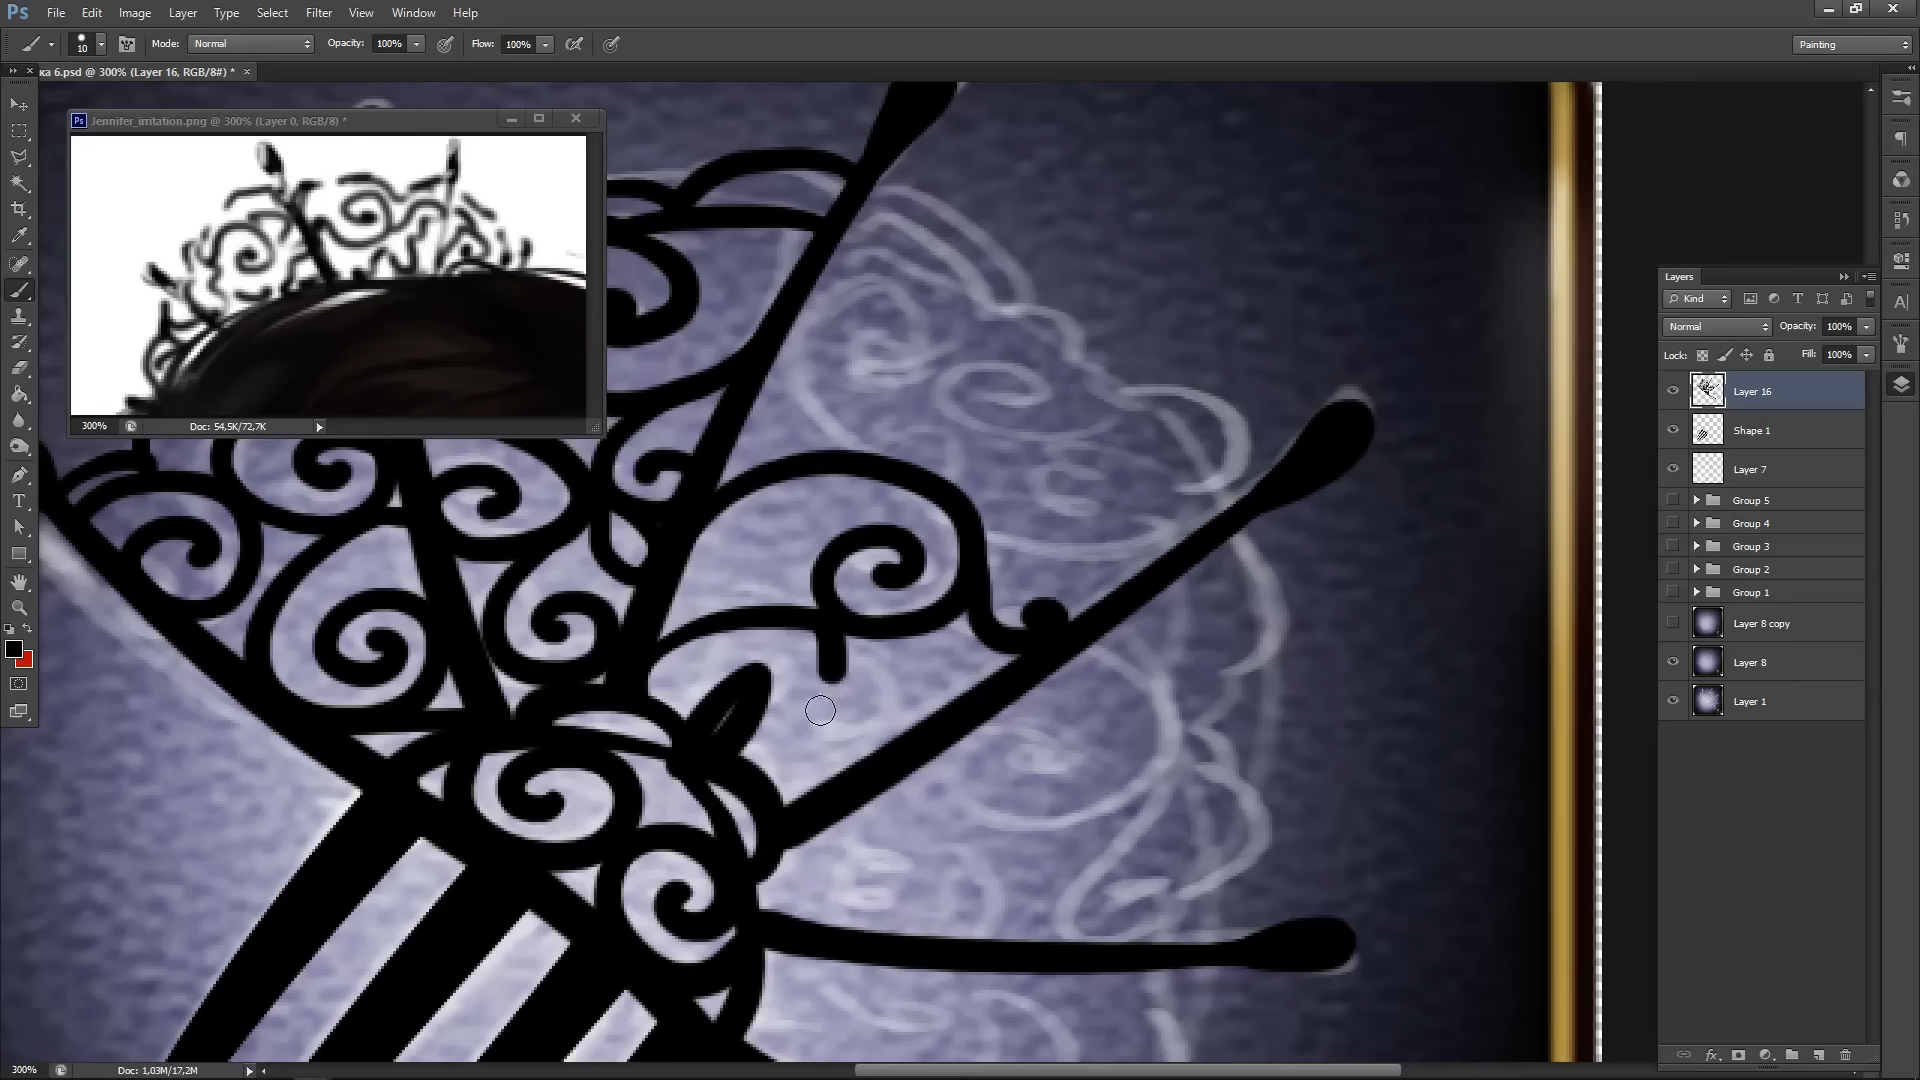 Ps File Edit Image Layer Type Select Filter View Window Help
10 Mode: Normal Opacity: 100% Flow: 100% Painting
ка 6.psd @ 300% (Layer 16, RGB/8#) * ×
Ps Jennifer_irritation.png @ 300% (Layer 0, RGB/8) *
300% Doc: 54,5K/72,7K
Layers
Kind
Normal Opacity: 100%
Lock: Fill: 100%
Layer 16
Shape 1
Layer 7
Group 5
Group 4
Group 3
Group 2
Group 1
Layer 8 copy
Layer 8
Layer 1
fx
300% Doc: 1,03M/17,2M